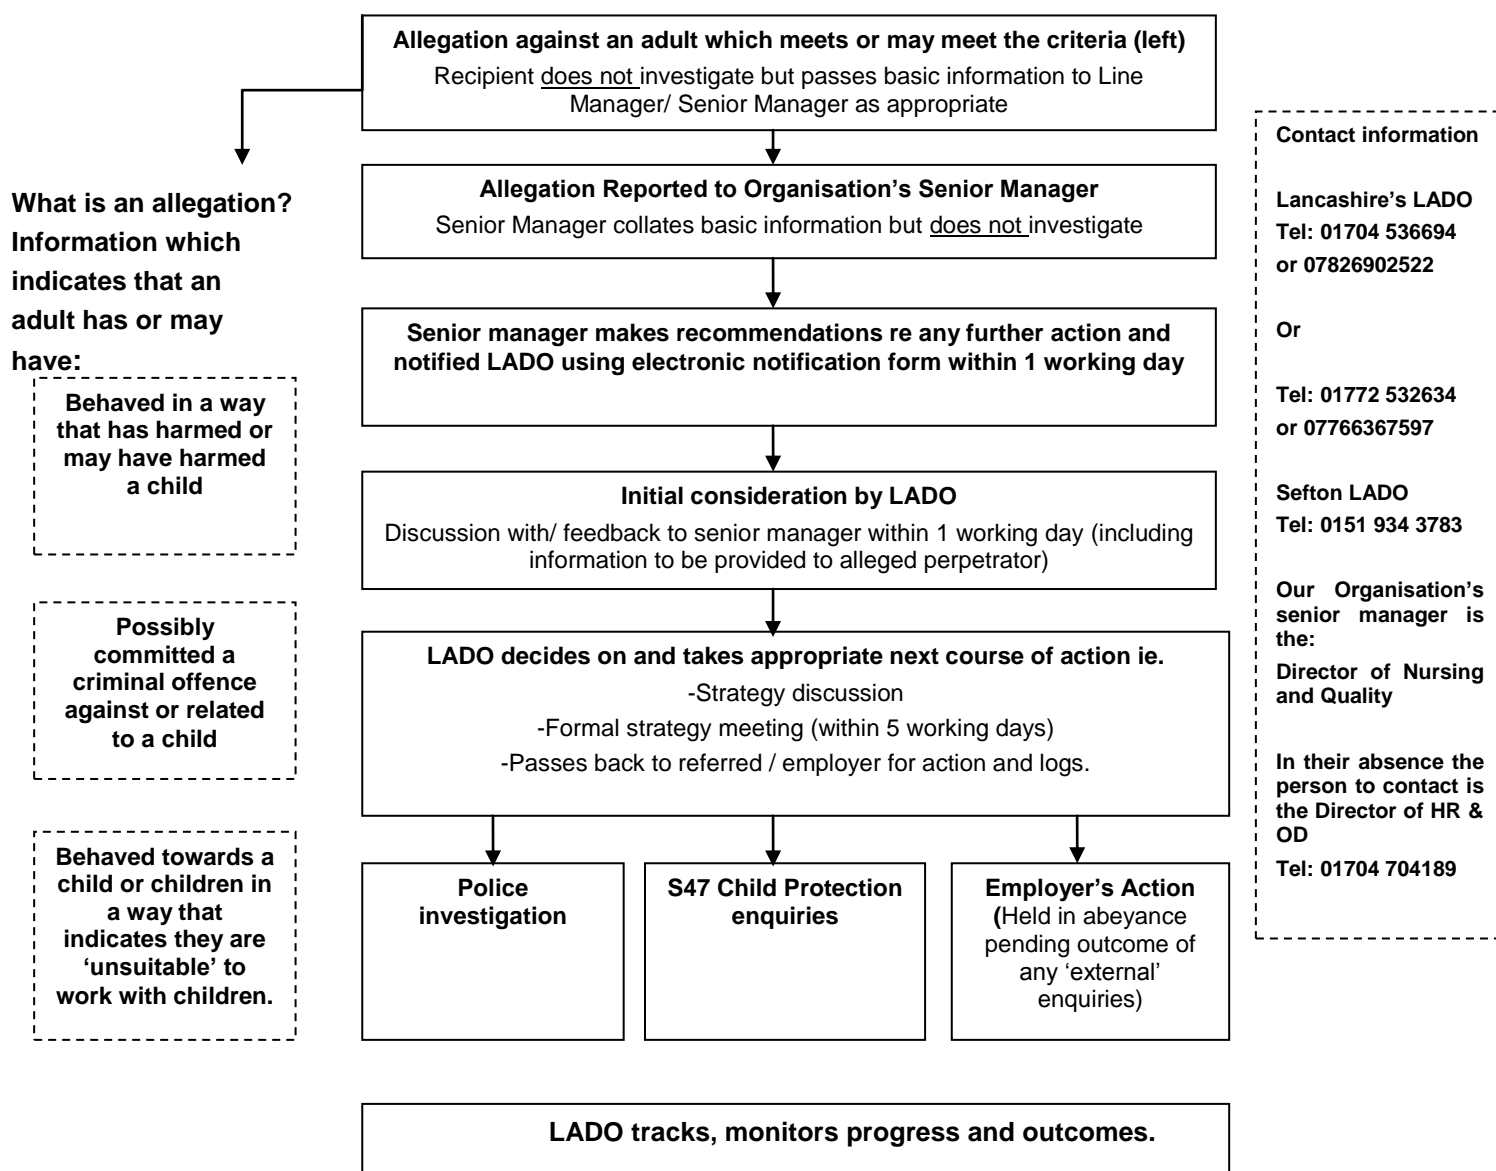 Allegation against an adult which meets or may meet the criteria (left)
Recipient does not investigate but passes basic information to Line
Manager/ Senior Manager as appropriate
Allegation Reported to Organisation’s Senior Manager
Senior Manager collates basic information but does not investigate
Senior manager makes recommendations re any further action and
notified LADO using electronic notification form within 1 working day
Initial consideration by LADO
Discussion with/ feedback to senior manager within 1 working day (including
information to be provided to alleged perpetrator)
LADO decides on and takes appropriate next course of action ie.
-Strategy discussion
-Formal strategy meeting (within 5 working days)
-Passes back to referred / employer for action and logs.
Police
investigation
S47 Child Protection
enquiries
Employer’s Action
(Held in abeyance
pending outcome of
any ‘external’
enquiries)
LADO tracks, monitors progress and outcomes.
What is an allegation?
Information which
indicates that an
adult has or may
have:
Behaved in a way
that has harmed or
may have harmed
a child
Possibly
committed a
criminal offence
against or related
to a child
Behaved towards a
child or children in
a way that
indicates they are
‘unsuitable’ to
work with children.
Contact information
Lancashire’s LADO
Tel: 01704 536694
or 07826902522
Or
Tel: 01772 532634
or 07766367597
Sefton LADO
Tel: 0151 934 3783
Our Organisation’s
senior manager is
the:
Director of Nursing
and Quality
In their absence the
person to contact is
the Director of HR &
OD
Tel: 01704 704189